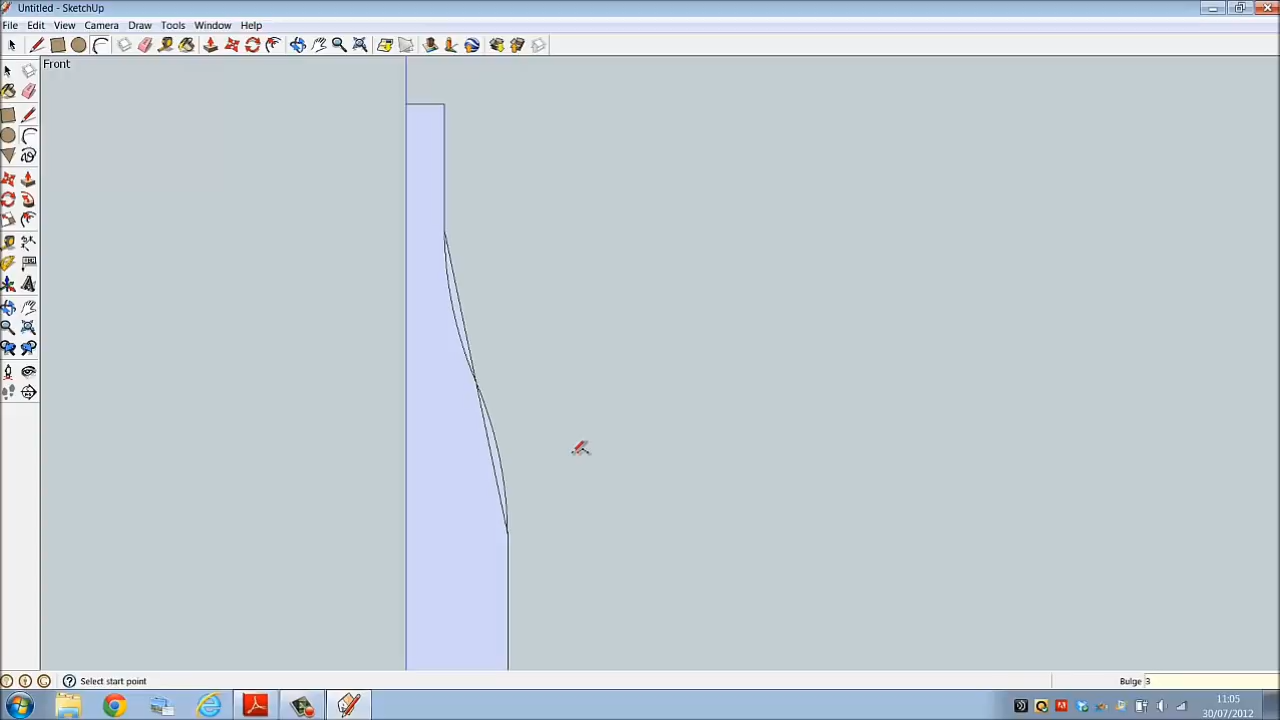 Untitled - SketchUp
File Edit View Camera Draw Tools Window Help
Front
Select start point
Bulge 3
11:05
30/07/2012